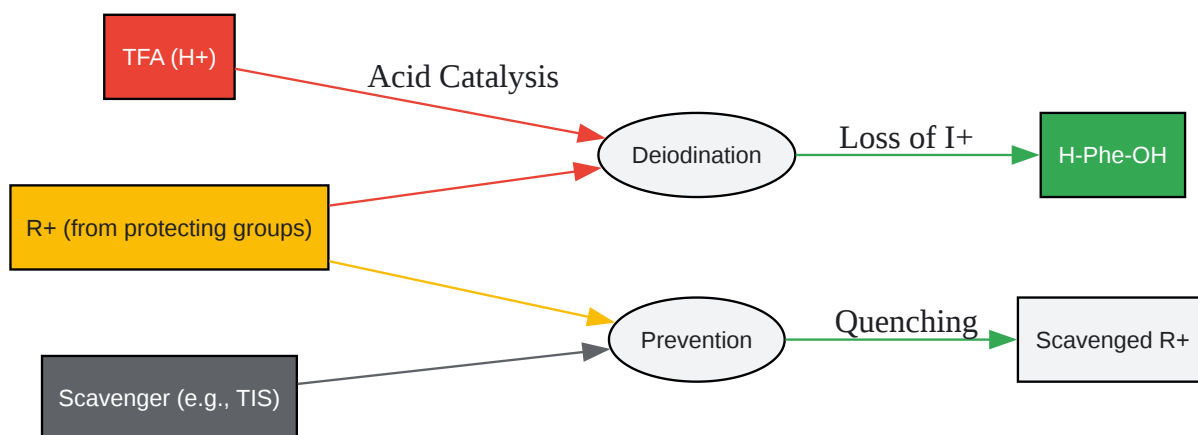 TFA (H+)
Acid Catalysis
Deiodination
Loss of I+
H-Phe-OH
R+ (from protecting groups)
Scavenger (e.g., TIS)
Prevention
Quenching
Scavenged R+